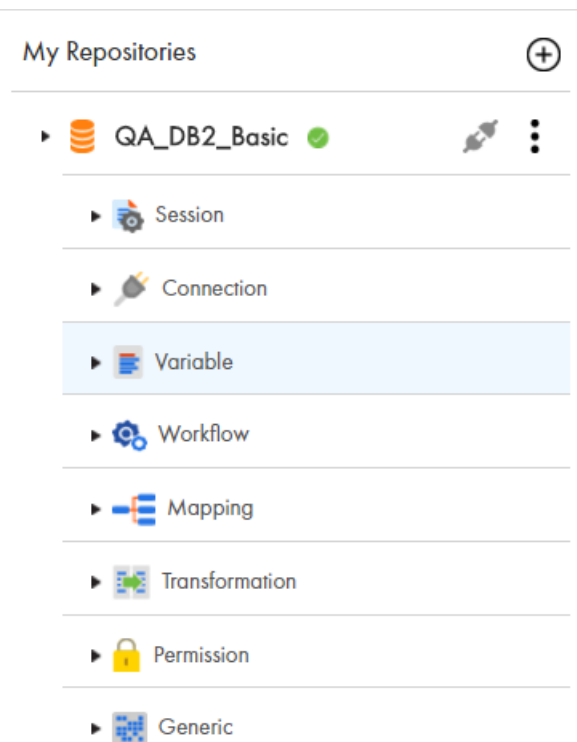 My Repositories
QA_DB2_Basic
Session
Connection
Variable
Workflow
Mapping
Transformation
Permission
Generic